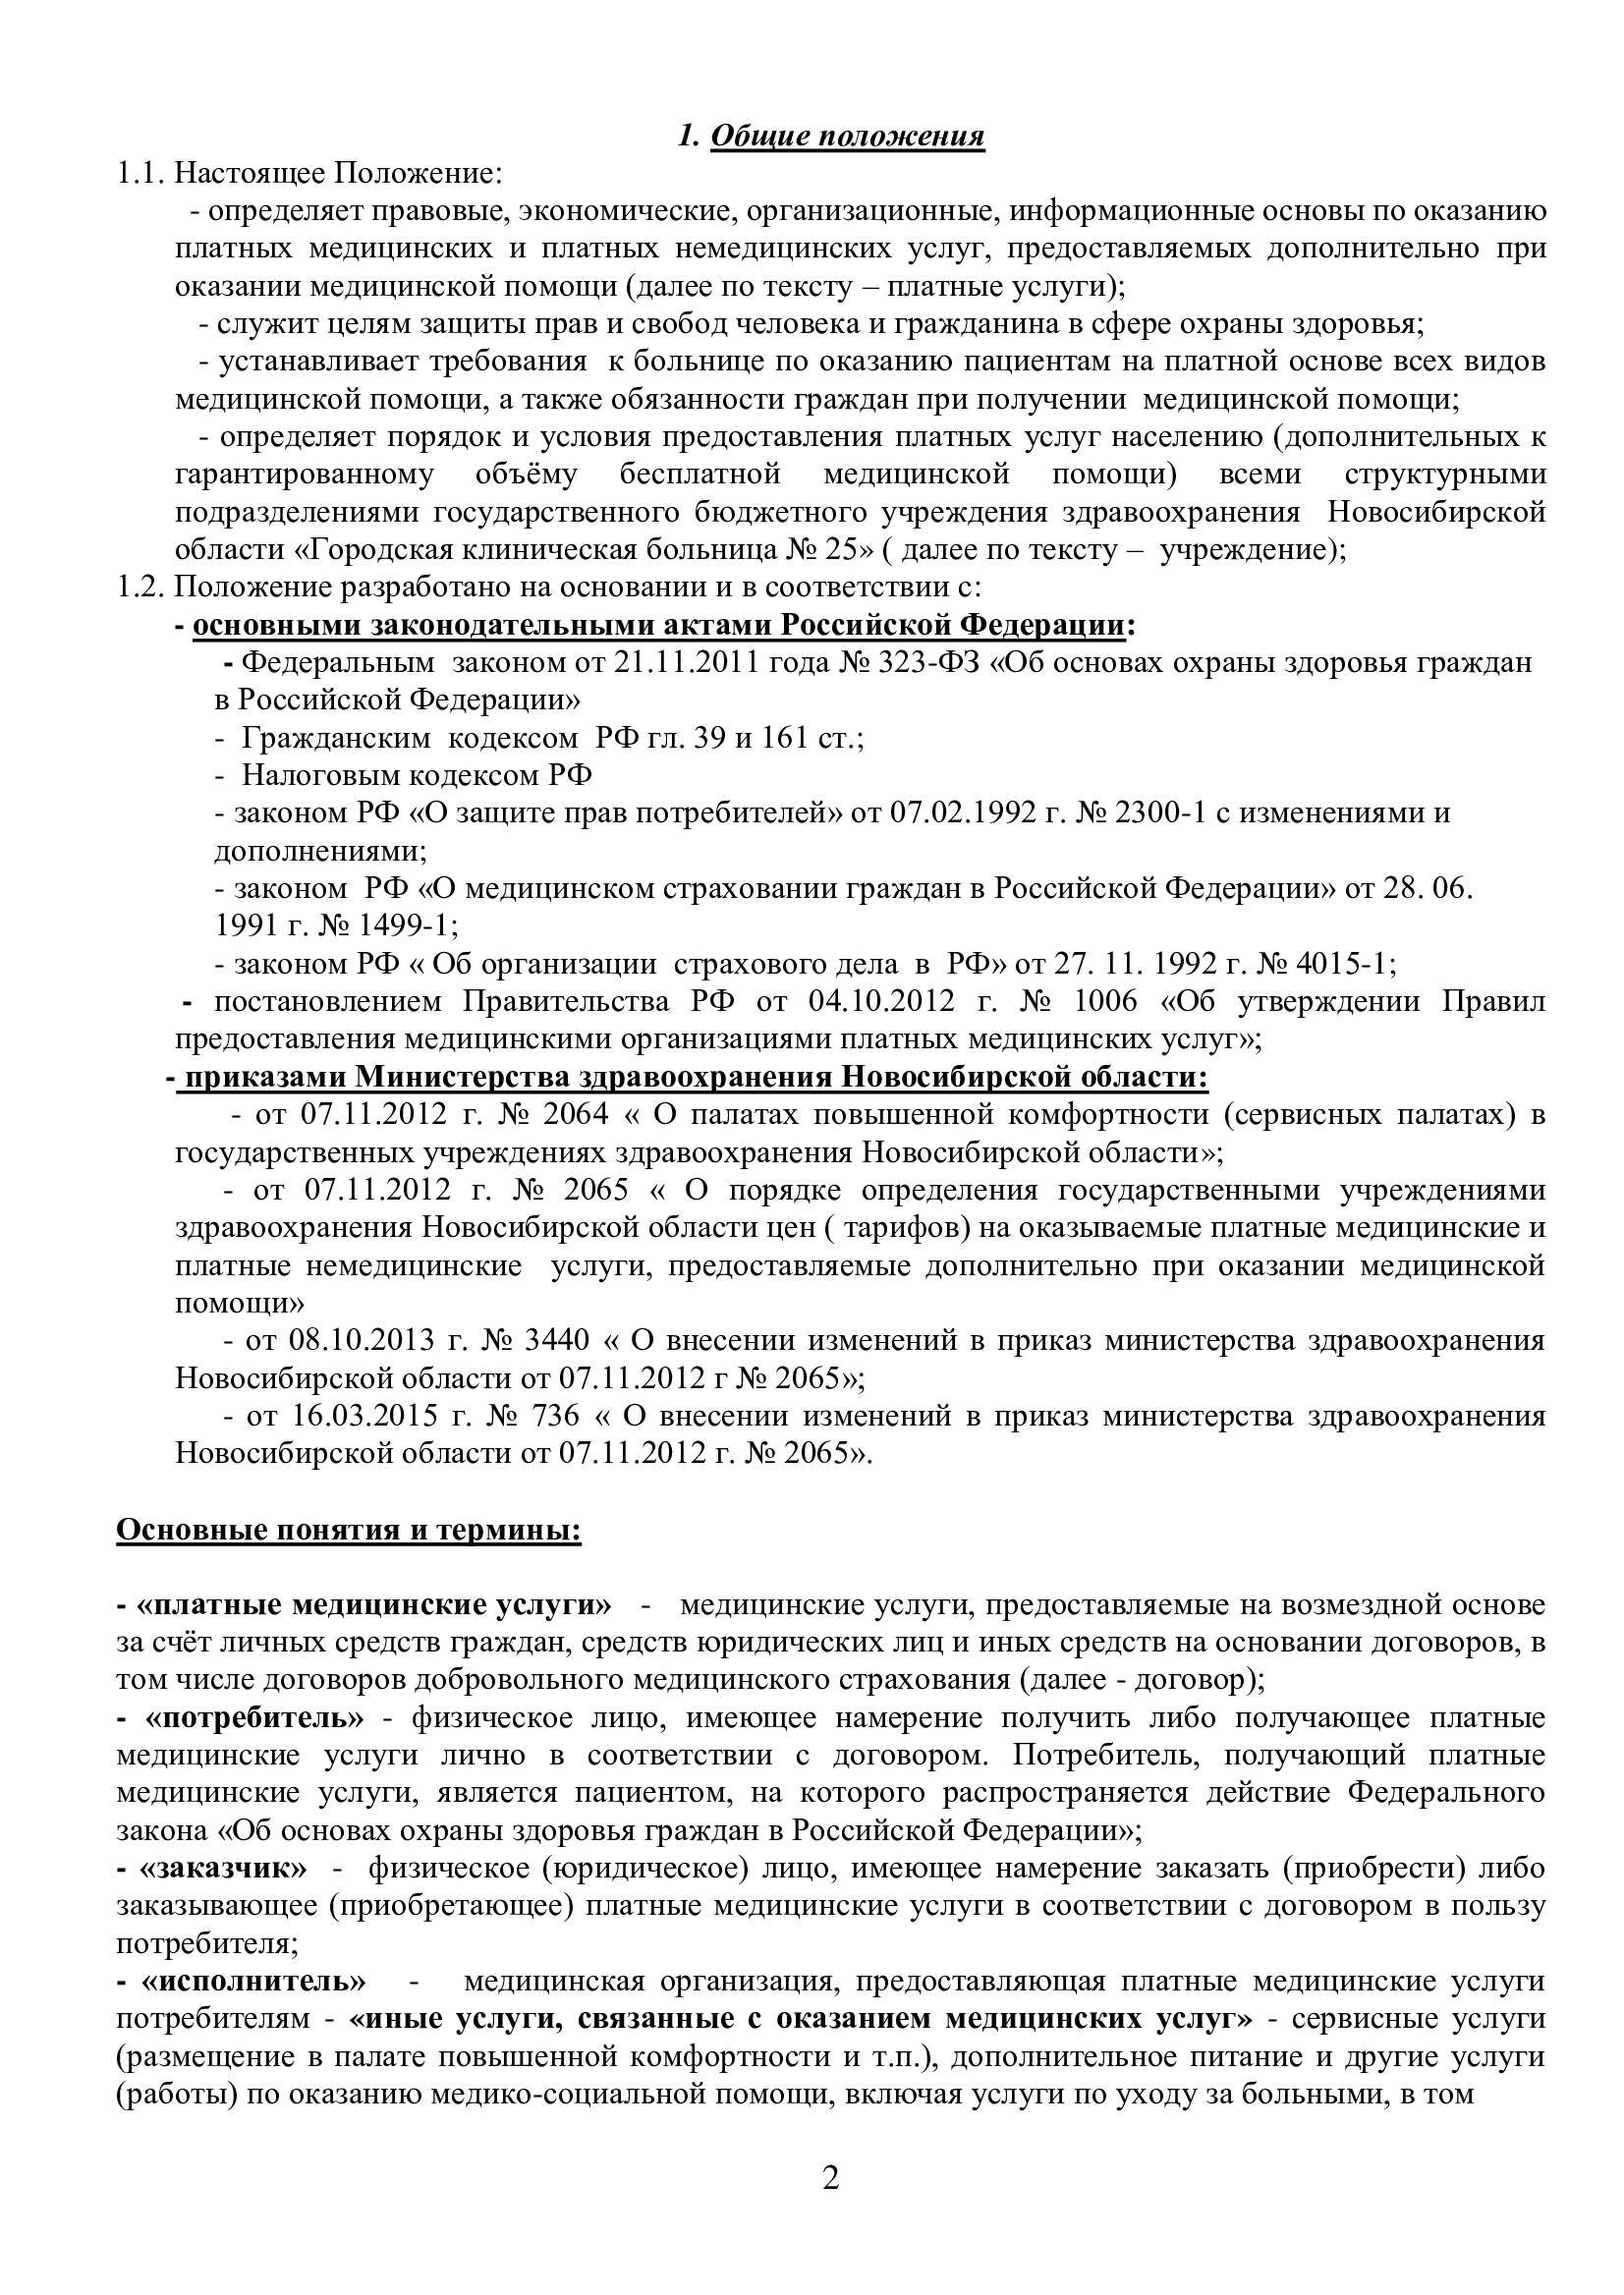 1. Общие положения
1.1. Настоящее Положение:
- определяет правовые, экономические, организационные, информационные основы по оказанию
платных медицинских и платных немедицинских услуг, предоставляемых дополнительно при
оказании медицинской помощи (далее по тексту – платные услуги);
- служит целям защиты прав и свобод человека и гражданина в сфере охраны здоровья;
- устанавливает требования к больнице по оказанию пациентам на платной основе всех видов
медицинской помощи, а также обязанности граждан при получении медицинской помощи;
- определяет порядок и условия предоставления платных услуг населению (дополнительных к
гарантированному объёму бесплатной медицинской помощи) всеми структурными
подразделениями государственного бюджетного учреждения здравоохранения Новосибирской
области «Городская клиническая больница № 25» ( далее по тексту – учреждение);
1.2. Положение разработано на основании и в соответствии с:
- основными законодательными актами Российской Федерации:
- Федеральным законом от 21.11.2011 года № 323-ФЗ «Об основах охраны здоровья граждан
в Российской Федерации»
- Гражданским кодексом РФ гл. 39 и 161 ст.;
- Налоговым кодексом РФ
- законом РФ «О защите прав потребителей» от 07.02.1992 г. № 2300-1 с изменениями и
дополнениями;
- законом РФ «О медицинском страховании граждан в Российской Федерации» от 28. 06.
1991 г. № 1499-1;
- законом РФ « Об организации страхового дела в РФ» от 27. 11. 1992 г. № 4015-1;
- постановлением Правительства РФ от 04.10.2012 г. № 1006 «Об утверждении Правил
предоставления медицинскими организациями платных медицинских услуг»;
- приказами Министерства здравоохранения Новосибирской области:
- от 07.11.2012 г. № 2064 « О палатах повышенной комфортности (сервисных палатах) в
государственных учреждениях здравоохранения Новосибирской области»;
- от 07.11.2012 г. № 2065 « О порядке определения государственными учреждениями
здравоохранения Новосибирской области цен ( тарифов) на оказываемые платные медицинские и
платные немедицинские услуги, предоставляемые дополнительно при оказании медицинской
помощи»
- от 08.10.2013 г. № 3440 « О внесении изменений в приказ министерства здравоохранения
Новосибирской области от 07.11.2012 г № 2065»;
- от 16.03.2015 г. № 736 « О внесении изменений в приказ министерства здравоохранения
Новосибирской области от 07.11.2012 г. № 2065».
Основные понятия и термины:
- «платные медицинские услуги» - медицинские услуги, предоставляемые на возмездной основе
за счёт личных средств граждан, средств юридических лиц и иных средств на основании договоров, в
том числе договоров добровольного медицинского страхования (далее - договор);
- «потребитель» - физическое лицо, имеющее намерение получить либо получающее платные
медицинские услуги лично в соответствии с договором. Потребитель, получающий платные
медицинские услуги, является пациентом, на которого распространяется действие Федерального
закона «Об основах охраны здоровья граждан в Российской Федерации»;
- «заказчик» - физическое (юридическое) лицо, имеющее намерение заказать (приобрести) либо
заказывающее (приобретающее) платные медицинские услуги в соответствии с договором в пользу
потребителя;
- «исполнитель» - медицинская организация, предоставляющая платные медицинские услуги
потребителям - «иные услуги, связанные с оказанием медицинских услуг» - сервисные услуги
(размещение в палате повышенной комфортности и т.п.), дополнительное питание и другие услуги
(работы) по оказанию медико-социальной помощи, включая услуги по уходу за больными, в том
2